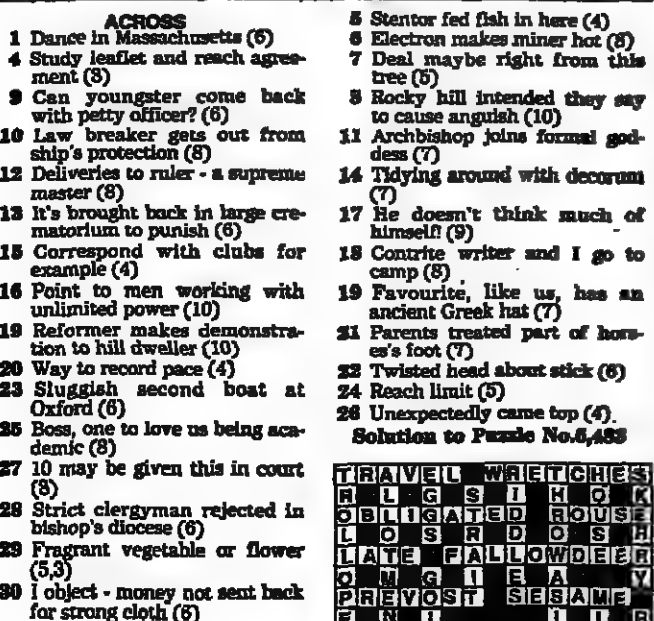 ACROSS
1 Dance in Massachusetts (6)
4 Study leaflet and reach agree-
ment (8)
9 Can youngster come back
with petty officer? (6)
10 Law breaker gets out from
ship's protection (8)
12 Deliveries to ruler - a supreme
master (8)
13 It's brought back in large cre-
matorium to punish (6)
15 Correspond with clubs for
example (4)
16 Point to men working with
unlimited power (10)
19 Reformer makes demonstra-
tion to hill dweller (10)
20 Way to record pace (4)
23 Sluggish second boat at
Oxford (6)
25 Boss, one to love us being aca-
demic (8)
27 10 may be given this in court
(8)
28 Strict clergyman rejected in
bishop's diocese (6)
29 Fragrant vegetable or flower
(5,3)
30 I object - money not sent back
for strong cloth (6)
5 Stentor fed fish in here (4)
6 Electron makes miner hot (8)
7 Deal maybe right from this
tree (5)
8 Rocky hill intended they say
to cause anguish (10)
11 Archbishop joins formal god-
dess (7)
14 Tidying around with decorum
(7)
17 He doesn't think much of
himself! (9)
18 Contrite writer and I go to
camp (8)
19 Favourite, like us, has an
ancient Greek hat (7)
21 Parents treated part of hors-
es's foot (7)
22 Twisted head about stick (6)
24 Reach limit (5)
26 Unexpectedly came top (4)
Solution to Puzzle No.5,483
TRAVEL WRETCHES
R L G S I H O K
OBLIGATED ROUSE
L O S R D O S H
LATE FALLOWDEER
O M G I E A Y
PREVOST SESAME
E N I I I R